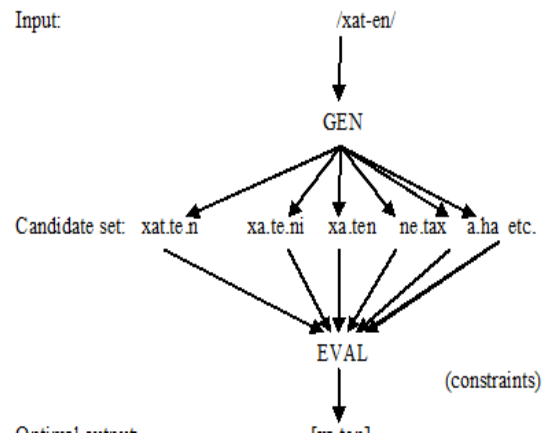 Input: /xat-en/
GEN
Candidate set: xat.te.n xa.te.ni xa.ten ne.tax a.ha etc.
EVAL
(constraints)